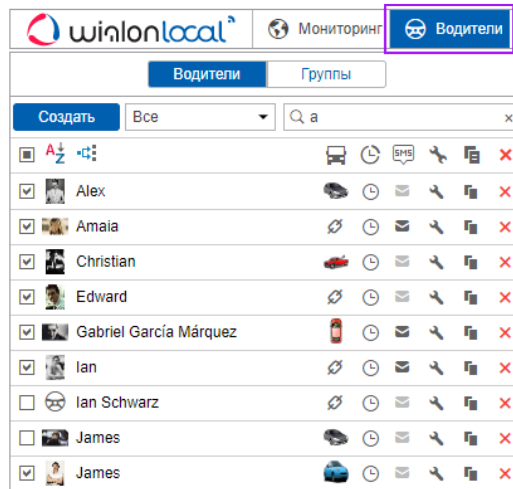 wialon local Мониторинг Водители
Водители Группы
Создать Все a ×
A Z SMS
Alex
Amaia
Christian
Edward
Gabriel García Márquez
Ian
Ian Schwarz
James
James